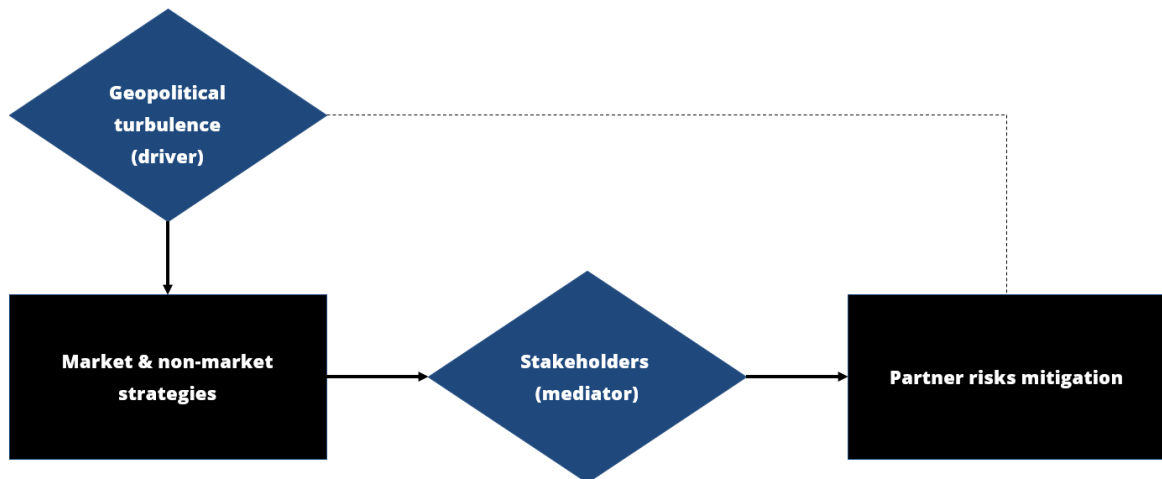 Geopolitical
turbulence
(driver)
Market & non-market
strategies
Stakeholders
(mediator)
Partner risks mitigation